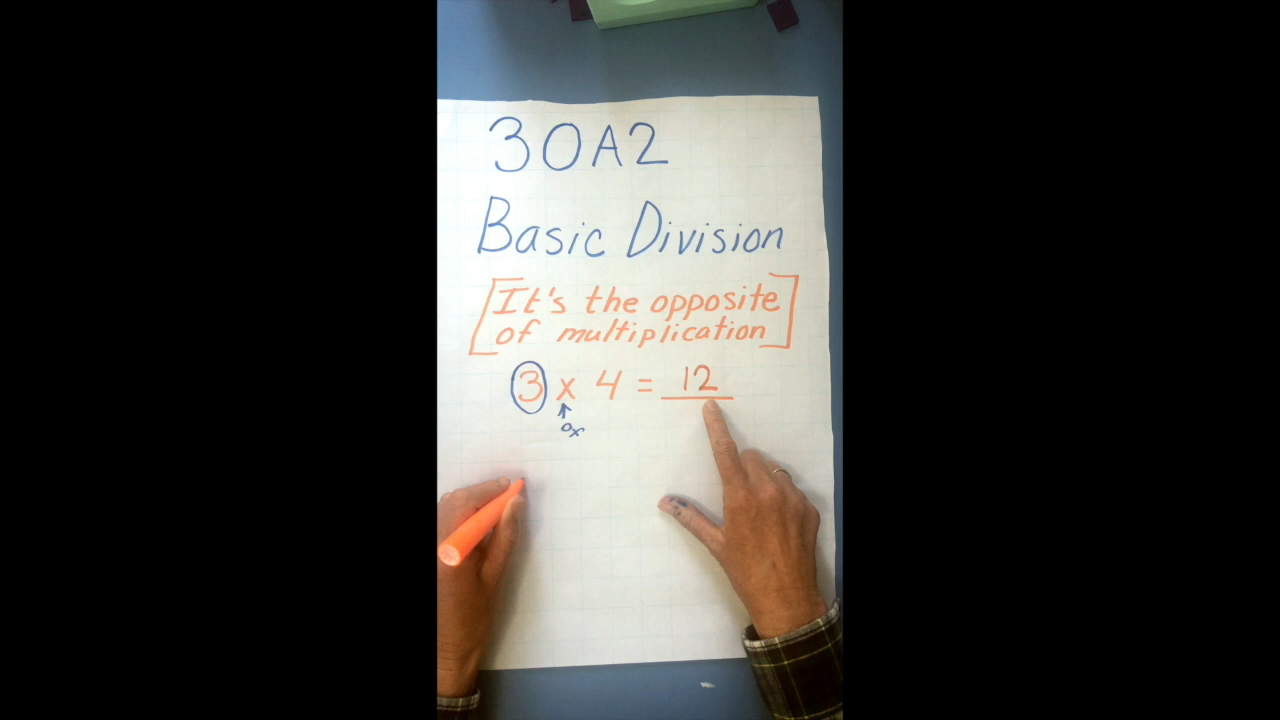 3OA2
Basic Division
[It's the opposite
of multiplication]
3 x 4 = 12
of